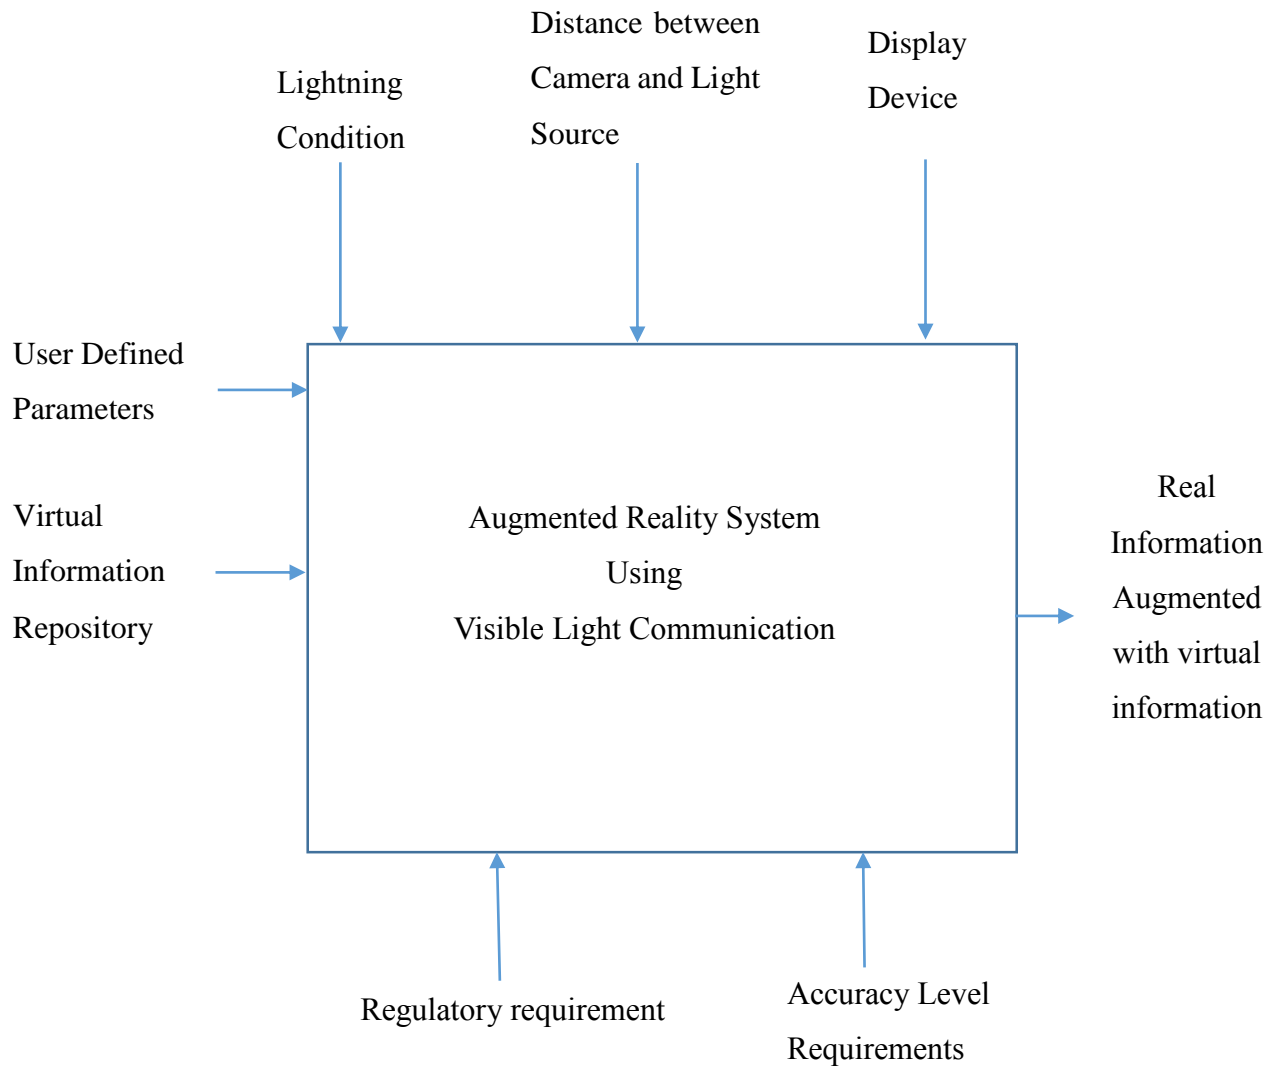 Lightning
Condition
Distance between
Camera and Light
Source
Display
Device
User Defined
Parameters
Virtual
Information
Repository
Augmented Reality System
Using
Visible Light Communication
Real
Information
Augmented
with virtual
information
Regulatory requirement
Accuracy Level
Requirements